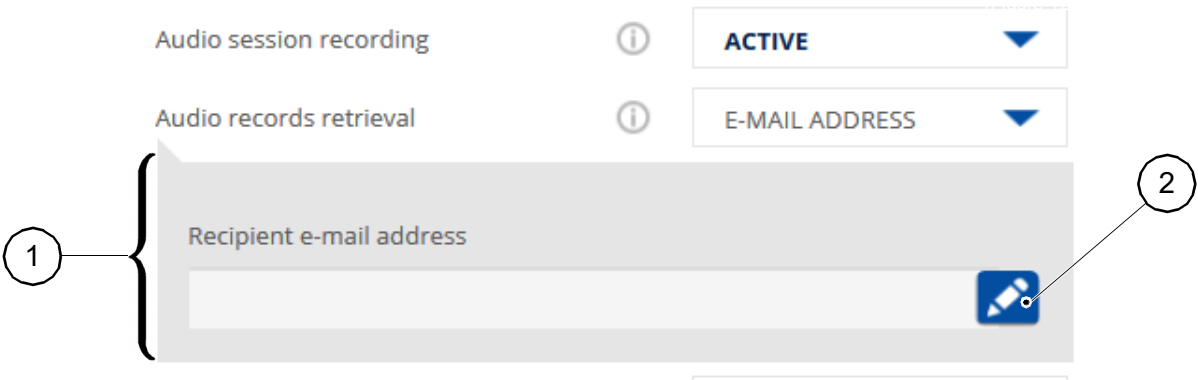 Audio session recording
ACTIVE
Audio records retrieval
E-MAIL ADDRESS
2
Recipient e-mail address
1